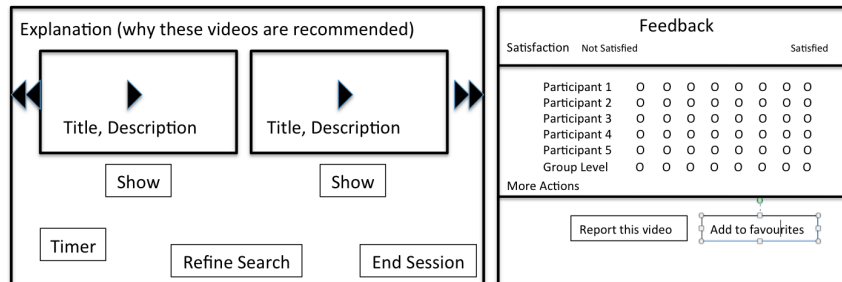 Explanation (why these videos are recommended)
Title, Description
Title, Description
Show
Show
Timer
Refine Search
End Session
Feedback
Satisfaction Not Satisfied Satisfied
Participant 1 O O O O O O O O
Participant 2 O O O O O O O O
Participant 3 O O O O O O O O
Participant 4 O O O O O O O O
Participant 5 O O O O O O O O
Group Level O O O O O O O O
More Actions
Report this video
Add to favourites